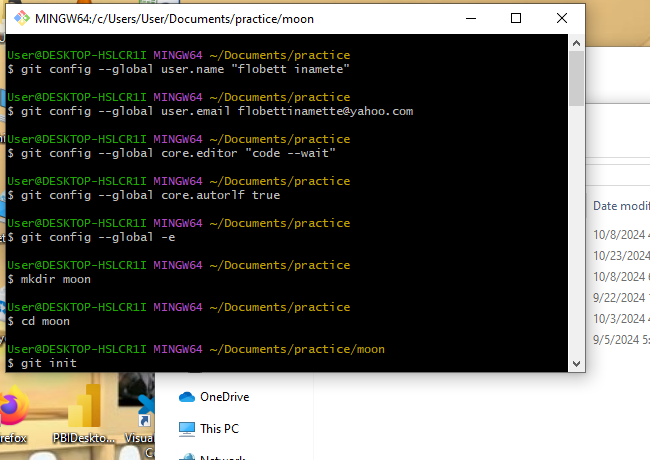 MINGW64:/c/Users/User/Documents/practice/moon
User@DESKTOP-HSLCR1I MINGW64 ~/Documents/practice
$ git config --global user.name "flobett inamete"
User@DESKTOP-HSLCR1I MINGW64 ~/Documents/practice
$ git config --global user.email flobettinamette@yahoo.com
User@DESKTOP-HSLCR1I MINGW64 ~/Documents/practice
$ git config --global core.editor "code --wait"
User@DESKTOP-HSLCR1I MINGW64 ~/Documents/practice
$ git config --global core.autorlf true
User@DESKTOP-HSLCR1I MINGW64 ~/Documents/practice
$ git config --global -e
User@DESKTOP-HSLCR1I MINGW64 ~/Documents/practice
$ mkdir moon
User@DESKTOP-HSLCR1I MINGW64 ~/Documents/practice
$ cd moon
User@DESKTOP-HSLCR1I MINGW64 ~/Documents/practice/moon
$ git init
Date modif
10/8/2024 4
10/23/2024
10/8/2024 6
9/22/2024 1
10/3/2024 4
9/5/2024 5:
OneDrive
This PC
Network
refox
PBIDeskto...
Visual